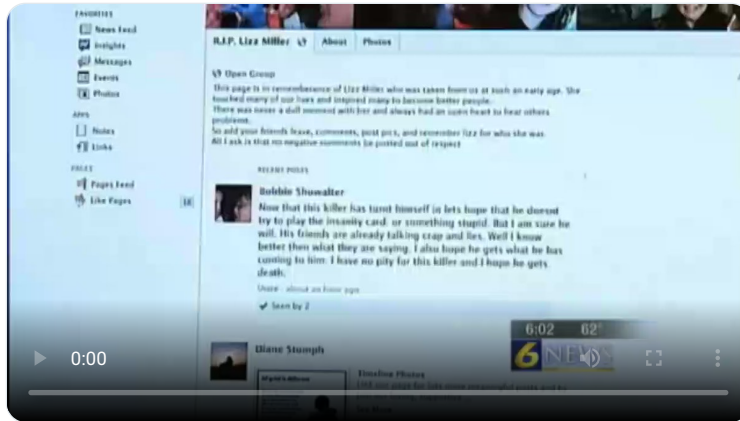 FAVORITES
News Feed
Insights
Messages
Events
Photos
APPS
Notes
Links
PAGES
Pages Feed
Like Pages 18
R.I.P. Lizz Miller About Photos
Open Group
This page is in rememberance of Lizz Miller who was taken from us at such an early age. She
touched many of our lives and inspired many to become better people.
There was never a dull moment with her and always had an open heart to hear others
problems.
So add your friends leave, comments, post pics, and remember lizz for who she was.
All I ask is that no negative comments be posted out of respect
RECENT POSTS
Bobbie Showalter
Now that this killer has turnt himself in lets hope that he doesnt
try to play the insanity card, or something stupid. But I am sure he
will. His friends are already talking crap and lies. Well I know
better then what they are saying. I also hope he gets what he has
coming to him. I have no pity for this killer and I hope he gets
death.
about an hour ago
Seen by 2
Diane Stumph
Timeline Photos
6:02 62°
6 NEWS
0:00